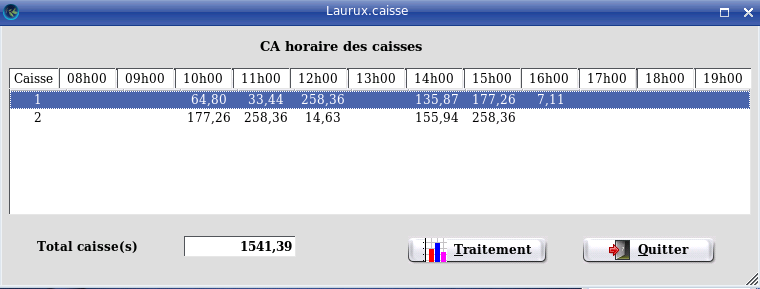 Laurux.caisse
CA horaire des caisses
Caisse 08h00 09h00 10h00 11h00 12h00 13h00 14h00 15h00 16h00 17h00 18h00 19h00
1 64,80 33,44 258,36 135,87 177,26 7,11
2 177,26 258,36 14,63 155,94 258,36
Total caisse(s) 1541,39 Traitement Quitter